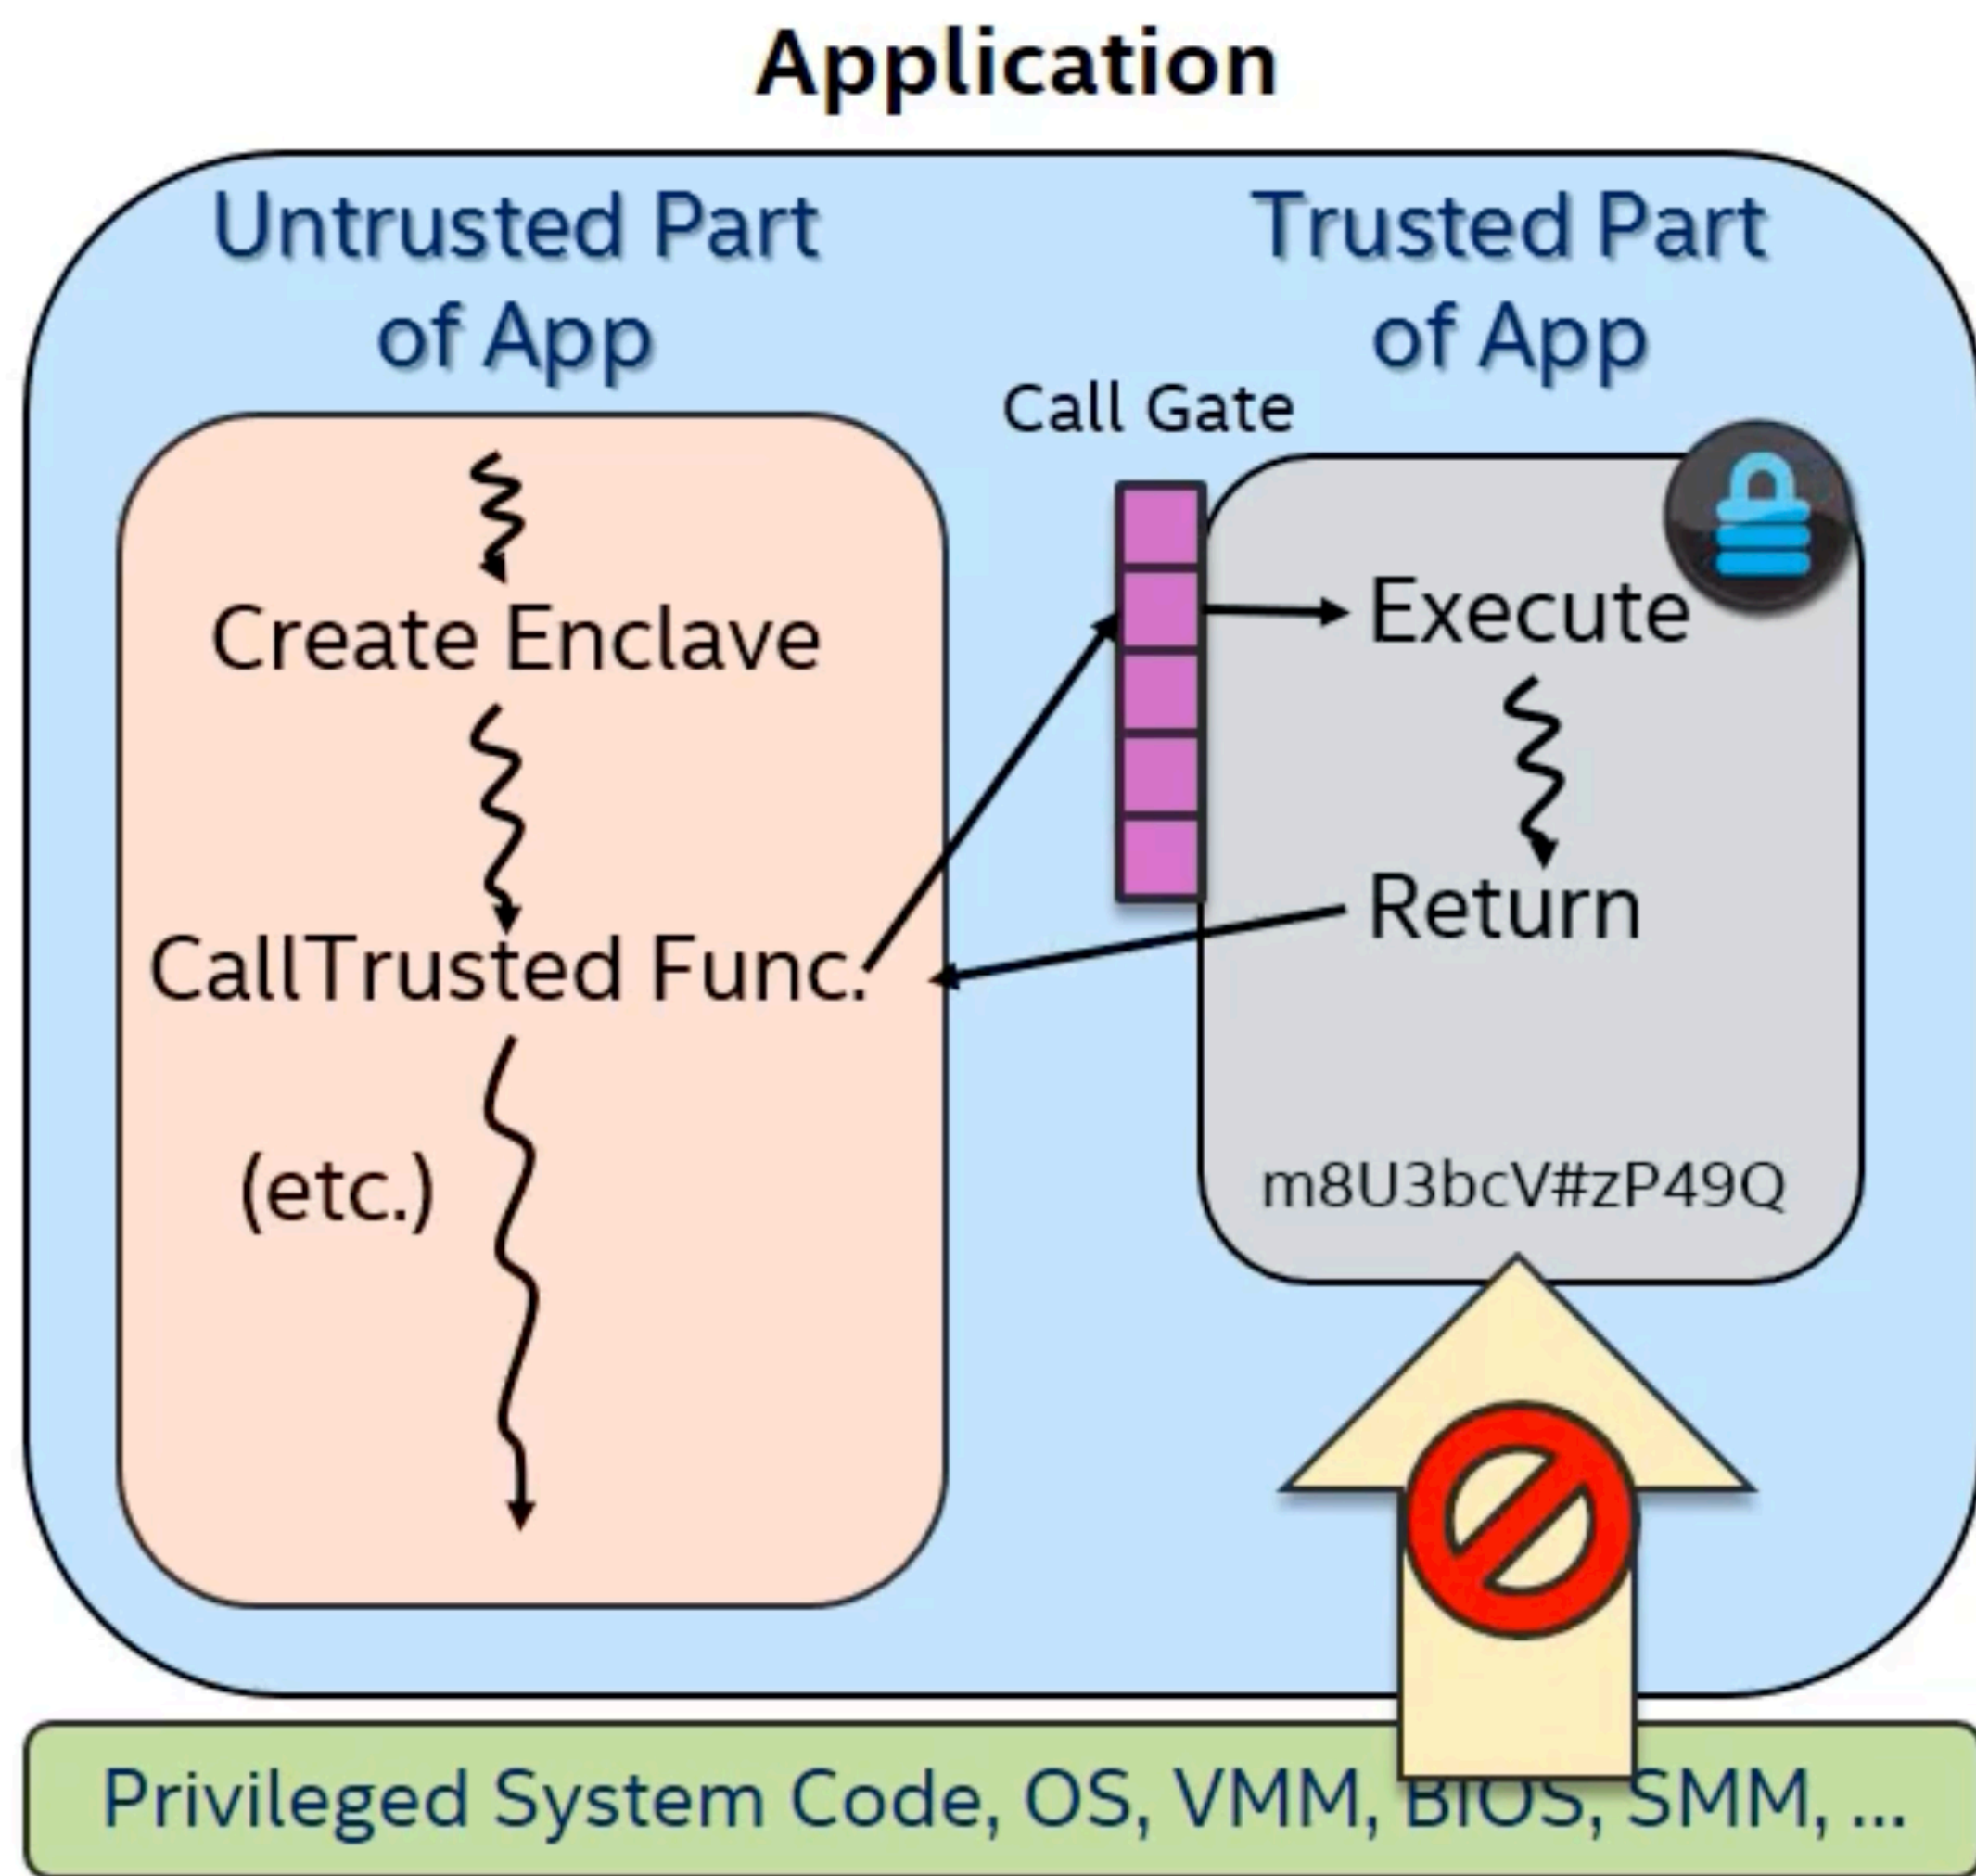 Application
Untrusted Part
of App
Trusted Part
of App
Call Gate
Create Enclave
CallTrusted Func.
(etc.)
Execute
Return
m8U3bcV#zP49Q
Privileged System Code, OS, VMM, BIOS, SMM, ...